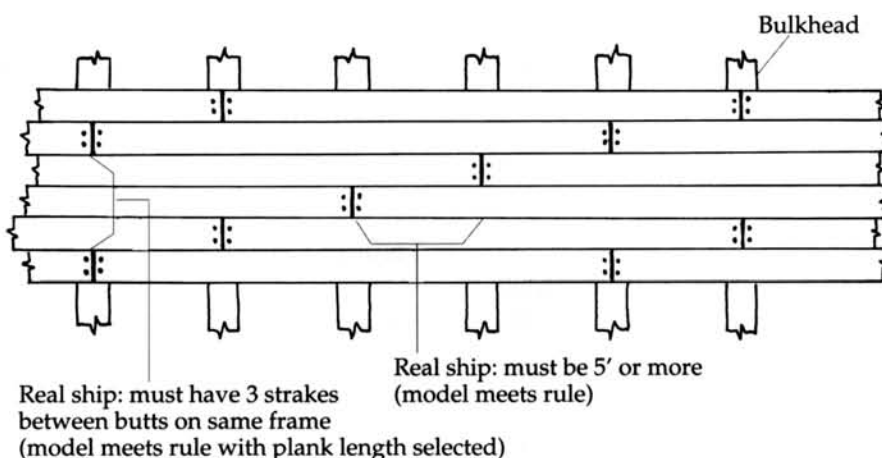 Bulkhead
Real ship: must be 5′ or more
(model meets rule)
Real ship: must have 3 strakes
between butts on same frame
(model meets rule with plank length selected)